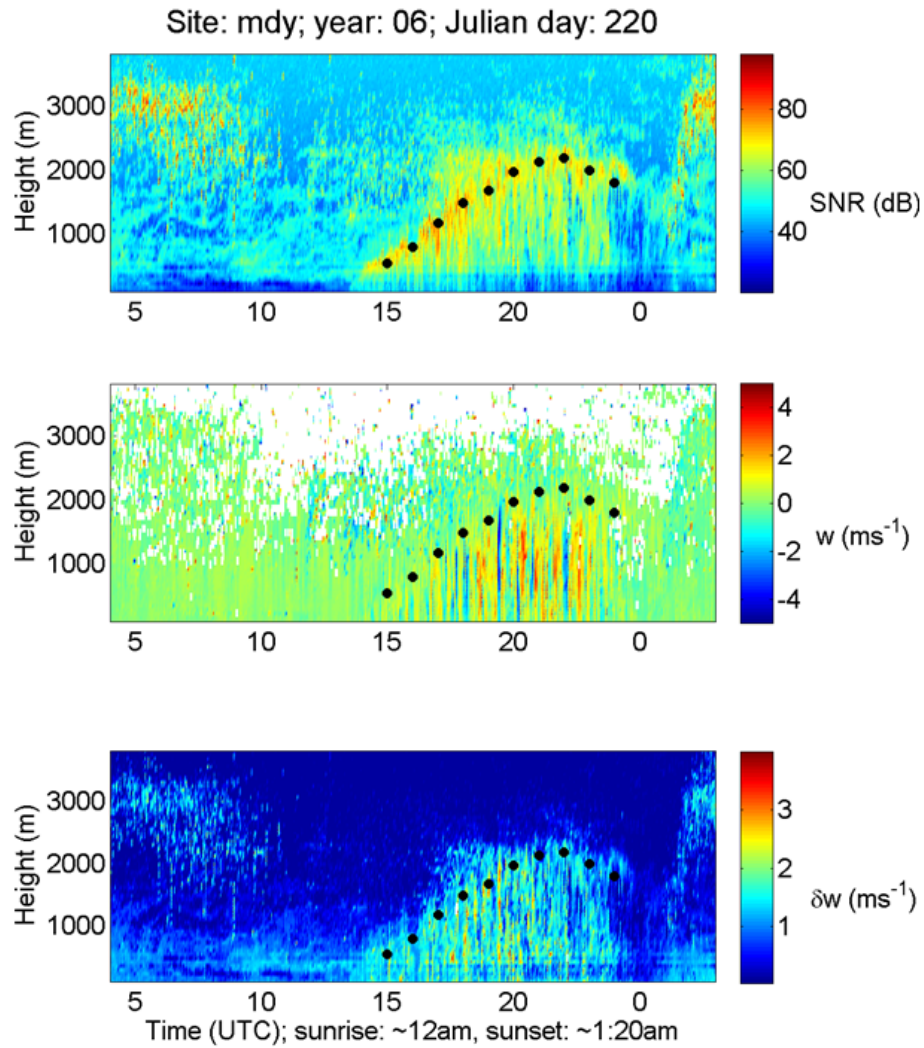 Site: mdy; year: 06; Julian day: 220
Height (m)
3000
2000
1000
5 10 15 20 0
80
60
40
SNR (dB)
Height (m)
3000
2000
1000
5 10 15 20 0
4
2
0
-2
-4
w (ms⁻¹)
Height (m)
3000
2000
1000
5 10 15 20 0
3
2
1
δw (ms⁻¹)
Time (UTC); sunrise: ~12am, sunset: ~1:20am